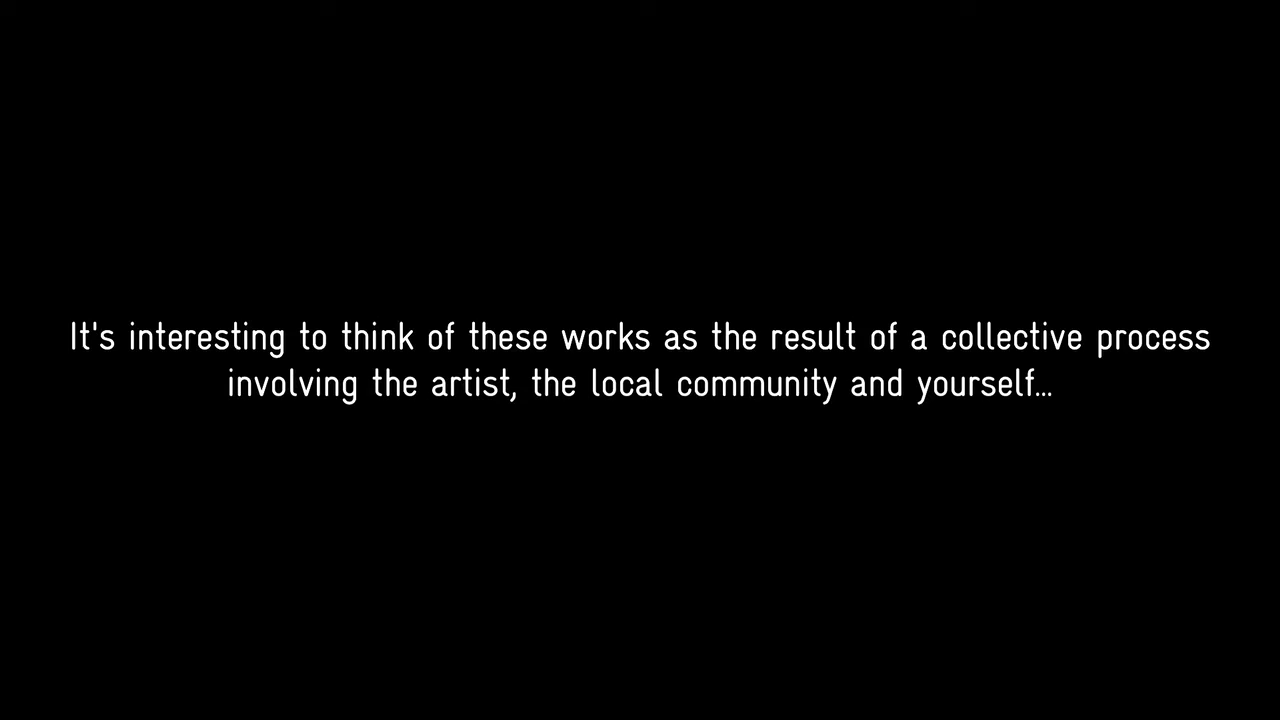 It's interesting to think of these works as the result of a collective process
involving the artist, the local community and yourself...